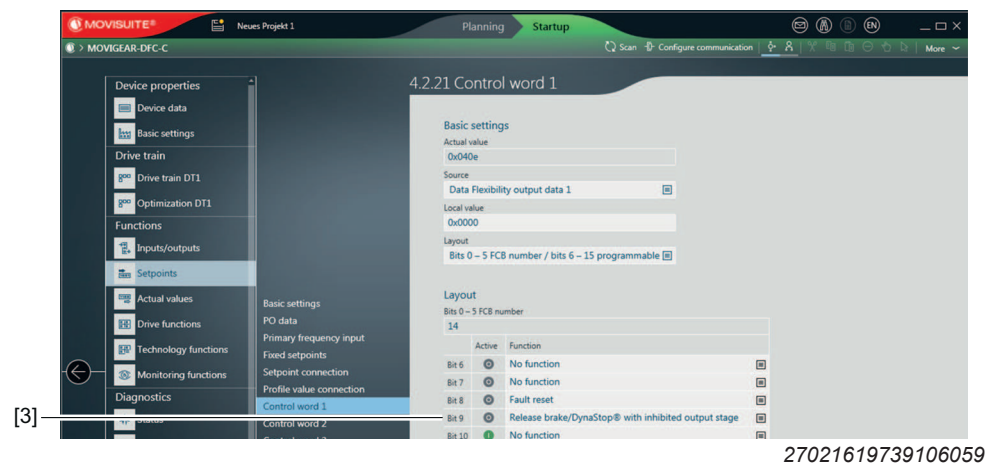 MOVISUITE® Neues Projekt 1 Planning Startup EN
> MOVIGEAR-DFC-C Scan Configure communication More
Device properties
Device data
Basic settings
Drive train
Drive train DT1
Optimization DT1
Functions
Inputs/outputs
Setpoints
Actual values
Drive functions
Technology functions
Monitoring functions
Diagnostics
Status
Basic settings
PO data
Primary frequency input
Fixed setpoints
Setpoint connection
Profile value connection
Control word 1
Control word 2
4.2.21 Control word 1
Basic settings
Actual value
0x040e
Source
Data Flexibility output data 1
Local value
0x0000
Layout
Bits 0 – 5 FCB number / bits 6 – 15 programmable
Layout
Bits 0 – 5 FCB number
14
Active Function
Bit 6 No function
Bit 7 No function
Bit 8 Fault reset
Bit 9 Release brake/DynaStop® with inhibited output stage
Bit 10 No function
[3]
27021619739106059